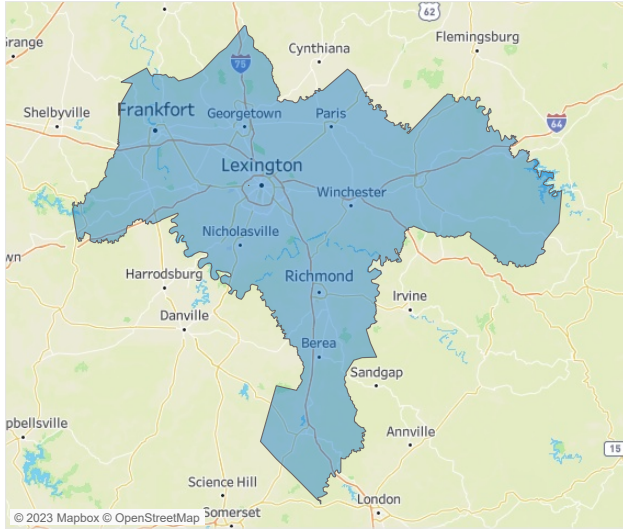 62
Flemingsburg
Grange
Cynthiana
75
Shelbyville
Frankfort
Georgetown
Paris
64
Lexington
Winchester
Nicholasville
wn
Harrodsburg
Richmond
Irvine
Danville
Berea
Sandgap
pbellsville
Annville
15
Science Hill
London
Somerset
© 2023 Mapbox © OpenStreetMap